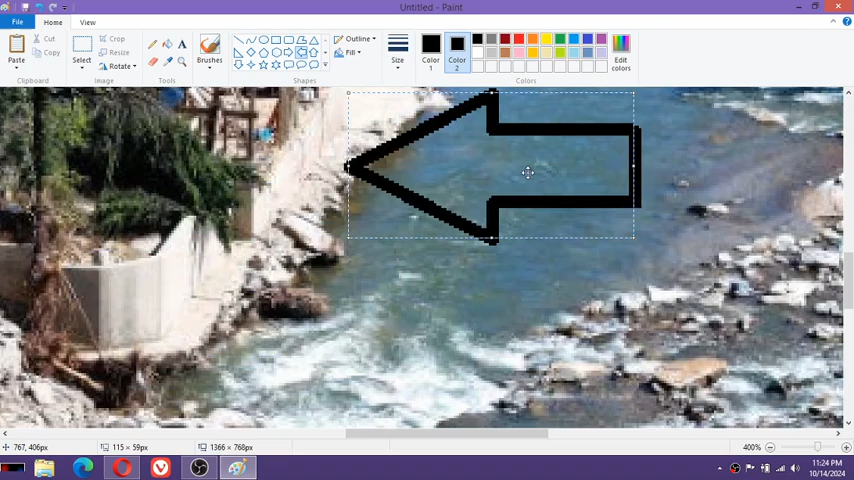 Untitled - Paint
File Home View
Paste
Cut
Copy
Clipboard
Select
Crop
Resize
Rotate
Image
A
Tools
Brushes
Outline
Fill
Shapes
Size
Color 1
Color 2
Edit colors
Colors
767, 406px 115 × 59px 1366 × 768px 400%
11:24 PM
10/14/2024